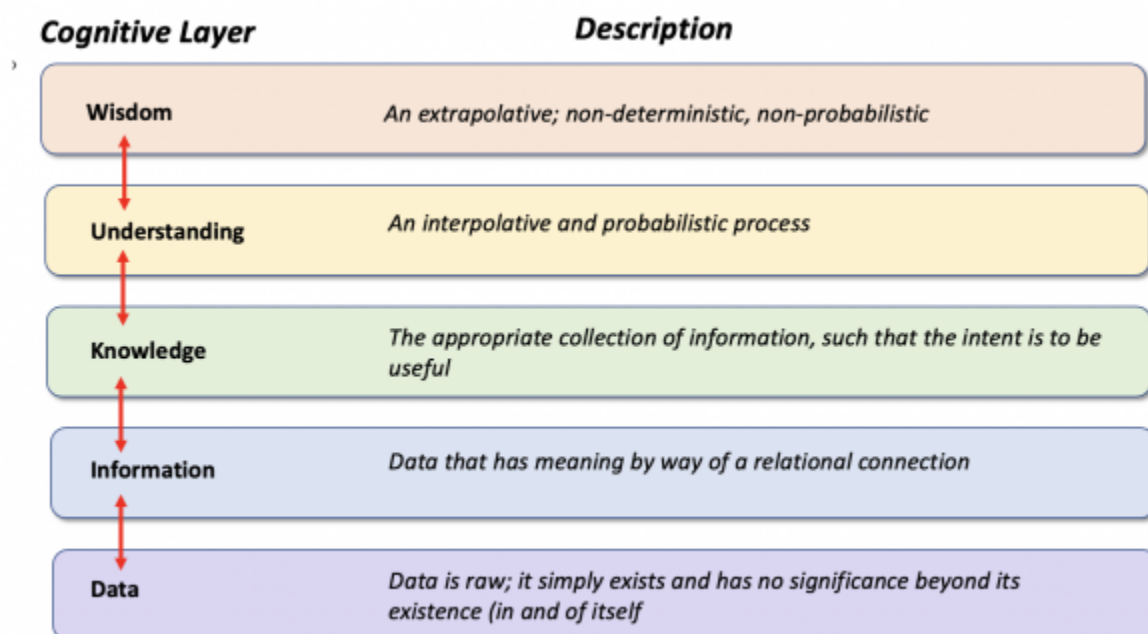 Cognitive Layer
Description
Wisdom
An extrapolative; non-deterministic, non-probabilistic
Understanding
An interpolative and probabilistic process
Knowledge
The appropriate collection of information, such that the intent is to be
useful
Information
Data that has meaning by way of a relational connection
Data
Data is raw; it simply exists and has no significance beyond its
existence (in and of itself